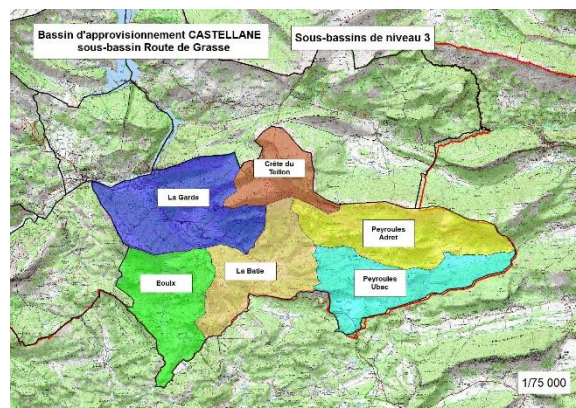 Bassin d'approvisionnement CASTELLANE
sous-bassin Route de Grasse
Sous-bassins de niveau 3
Crête du
Teillon
La Garde
Peyroules
Adret
Eoulx
La Batie
Peyroules
Ubac
1/75 000